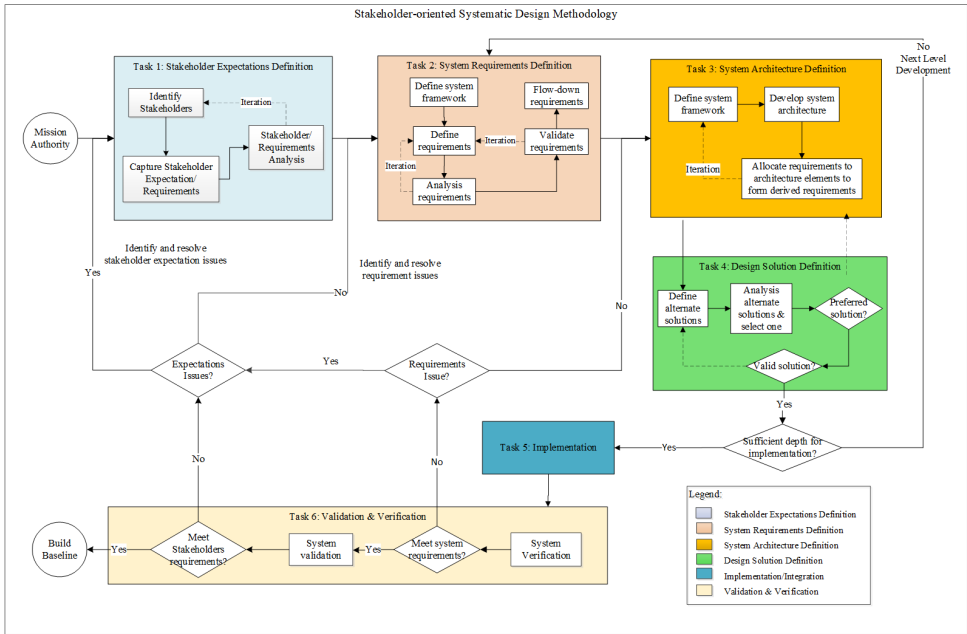 Stakeholder-oriented Systematic Design Methodology
No
Next Level
Development
Task 1: Stakeholder Expectations Definition
Identify
Stakeholders
Iteration
Stakeholder/
Requirements
Analysis
Capture Stakeholder
Expectation/
Requirements
Mission
Authority
Task 2: System Requirements Definition
Define system
framework
Flow-down
requirements
Define
requirements
Iteration
Validate
requirements
Iteration
Analysis
requirements
Task 3: System Architecture Definition
Define system
framework
Develop system
architecture
Iteration
Allocate requirements to
architecture elements to
form derived requirements
Identify and resolve
stakeholder expectation issues
Yes
Identify and resolve
requirement issues
No
No
Task 4: Design Solution Definition
Define
alternate
solutions
Analysis
alternate
solutions &
select one
Preferred
solution?
Valid solution?
Yes
Expectations
Issues?
Yes
Requirements
Issue?
Sufficient depth for
implementation?
Yes
Task 5: Implementation
No
No
Task 6: Validation & Verification
Build
Baseline
Yes
Meet
Stakeholders
requirements?
System
validation
Yes
Meet system
requirements?
System
Verification
Legend:
Stakeholder Expectations Definition
System Requirements Definition
System Architecture Definition
Design Solution Definition
Implementation/Integration
Validation & Verification